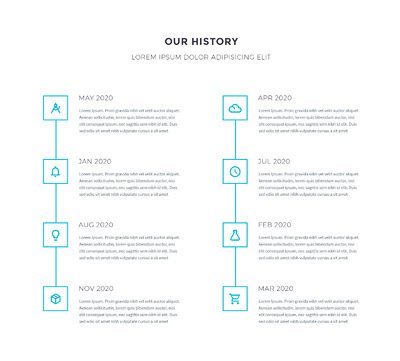 OUR HISTORY
LOREM IPSUM DOLOR ADIPISICING ELIT
MAY 2020
Lorem ipsum. Proin gravida nibh vel velit auctor aliquet.
Aenean sollicitudin, lorem quis bibendum auctor, nisi elit
consequat ipsum, nec sagittis sem nibh id elit. Duis
sed odio sit amet nibh vulputate cursus a sit amet
JAN 2020
Lorem ipsum. Proin gravida nibh vel velit auctor aliquet.
Aenean sollicitudin, lorem quis bibendum auctor, nisi elit
consequat ipsum, nec sagittis sem nibh id elit. Duis
sed odio sit amet nibh vulputate cursus a sit amet
AUG 2020
Lorem ipsum. Proin gravida nibh vel velit auctor aliquet.
Aenean sollicitudin, lorem quis bibendum auctor, nisi elit
consequat ipsum, nec sagittis sem nibh id elit. Duis
sed odio sit amet nibh vulputate cursus a sit amet
NOV 2020
Lorem ipsum. Proin gravida nibh vel velit auctor aliquet.
Aenean sollicitudin, lorem quis bibendum auctor, nisi elit
consequat ipsum, nec sagittis sem nibh id elit. Duis
sed odio sit amet nibh vulputate cursus a sit amet
APR 2020
Lorem ipsum. Proin gravida nibh vel velit auctor aliquet.
Aenean sollicitudin, lorem quis bibendum auctor, nisi elit
consequat ipsum, nec sagittis sem nibh id elit. Duis
sed odio sit amet nibh vulputate cursus a sit amet
JUL 2020
Lorem ipsum. Proin gravida nibh vel velit auctor aliquet.
Aenean sollicitudin, lorem quis bibendum auctor, nisi elit
consequat ipsum, nec sagittis sem nibh id elit. Duis
sed odio sit amet nibh vulputate cursus a sit amet
FEB 2020
Lorem ipsum. Proin gravida nibh vel velit auctor aliquet.
Aenean sollicitudin, lorem quis bibendum auctor, nisi elit
consequat ipsum, nec sagittis sem nibh id elit. Duis
sed odio sit amet nibh vulputate cursus a sit amet
MAR 2020
Lorem ipsum. Proin gravida nibh vel velit auctor aliquet.
Aenean sollicitudin, lorem quis bibendum auctor, nisi elit
consequat ipsum, nec sagittis sem nibh id elit. Duis
sed odio sit amet nibh vulputate cursus a sit amet